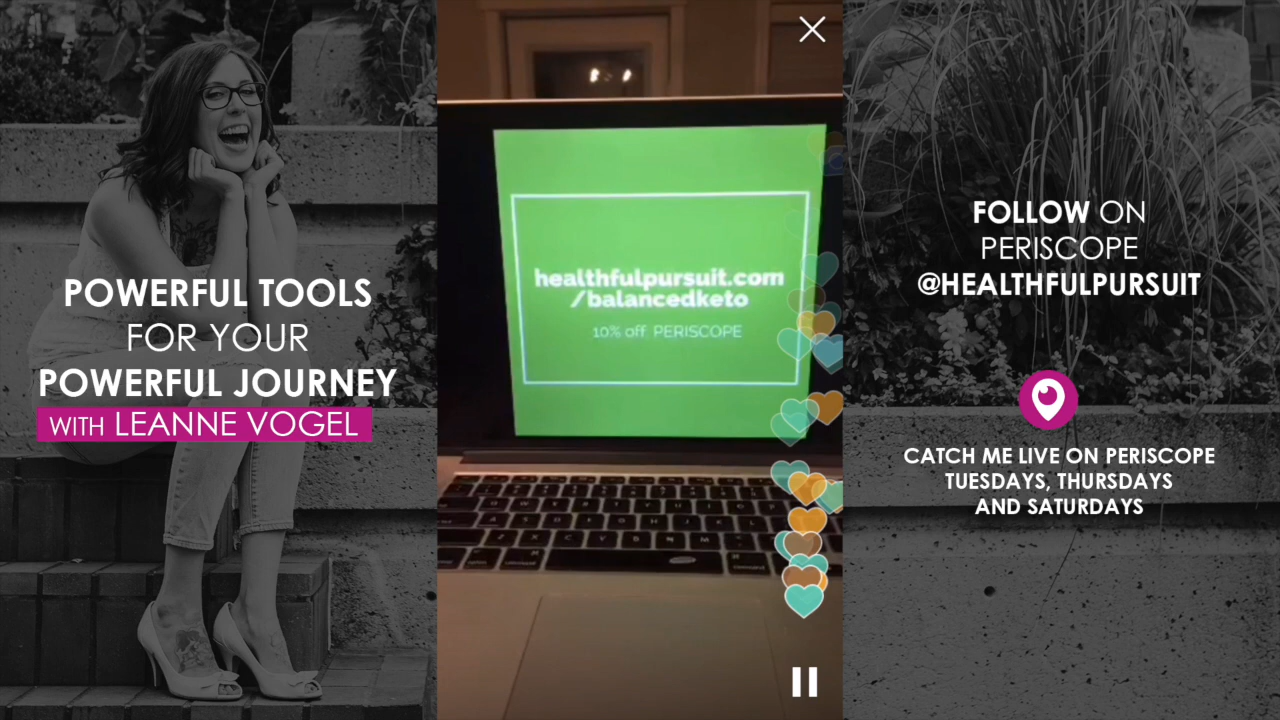 POWERFUL TOOLS
FOR YOUR
POWERFUL JOURNEY
WITH LEANNE VOGEL
healthfulpursuit.com
/balancedketo
10% off: PERISCOPE
FOLLOW ON
PERISCOPE
@HEALTHFULPURSUIT
CATCH ME LIVE ON PERISCOPE
TUESDAYS, THURSDAYS
AND SATURDAYS